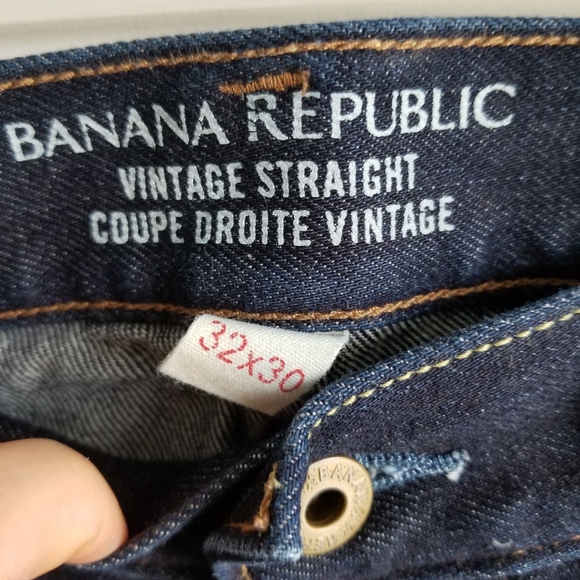 BANANA REPUBLIC
VINTAGE STRAIGHT
COUPE DROITE VINTAGE
32x30